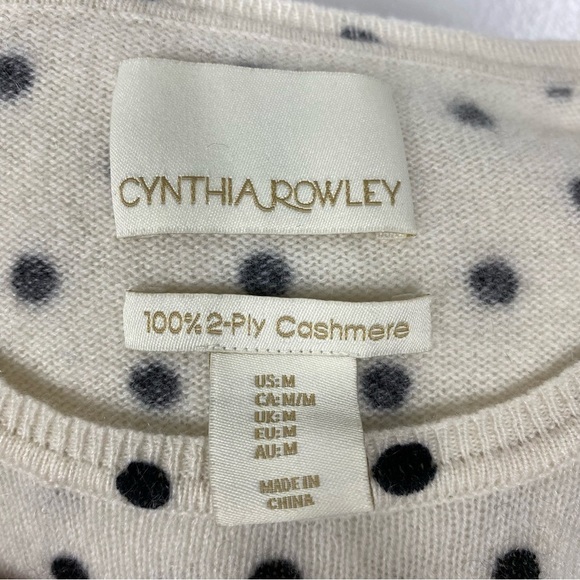 CYNTHIA ROWLEY
100% 2-Ply Cashmere
US: M
CA: M/M
UK: M
EU: M
AU: M
MADE IN
CHINA